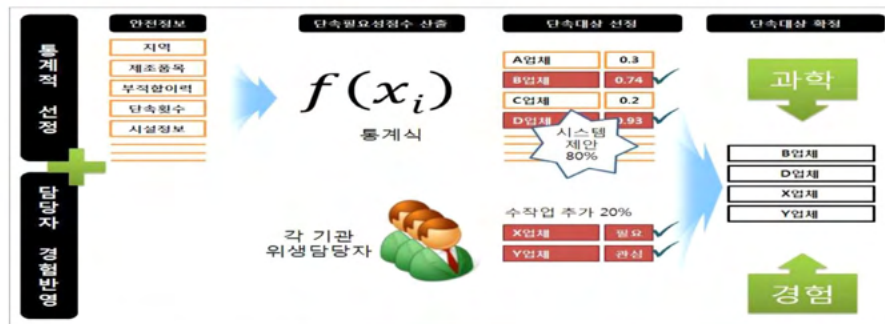 통계적 선정
담당자 경험반영
안전정보
지역
제조품목
부적합이력
단속횟수
시설정보
단속필요성점수 산출
f(x_i)
통계식
각 기관
위생담당자
단속대상 선정
A업체 0.3
B업체 0.74
C업체 0.2
D업체 0.93
시스템
제안
80%
수작업 추가 20%
X업체 필요
Y업체 관심
단속대상 확정
과학
B업체
D업체
X업체
Y업체
경험